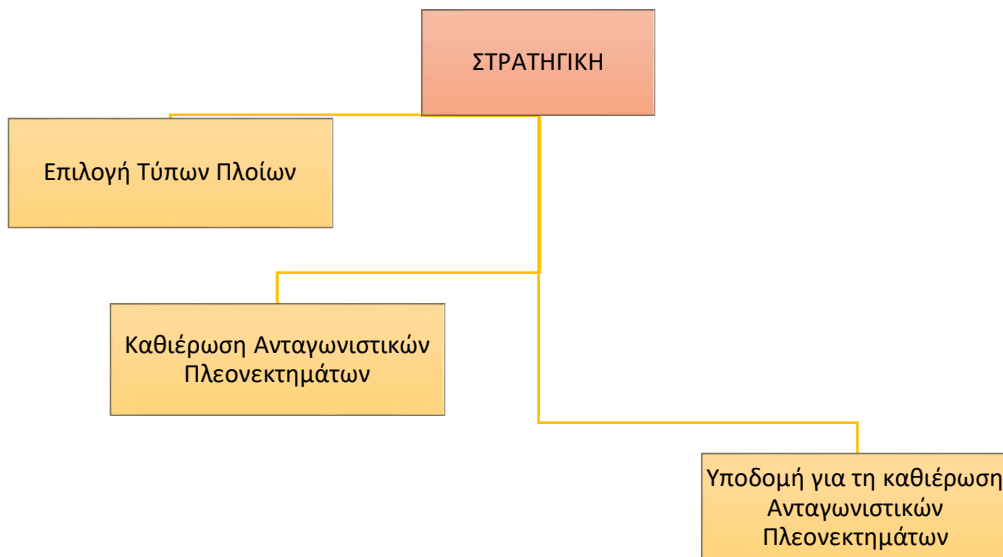 ΣΤΡΑΤΗΓΙΚΗ
Επιλογή Τύπων Πλοίων
Καθιέρωση Ανταγωνιστικών
Πλεονεκτημάτων
Υποδομή για τη καθιέρωση
Ανταγωνιστικών
Πλεονεκτημάτων